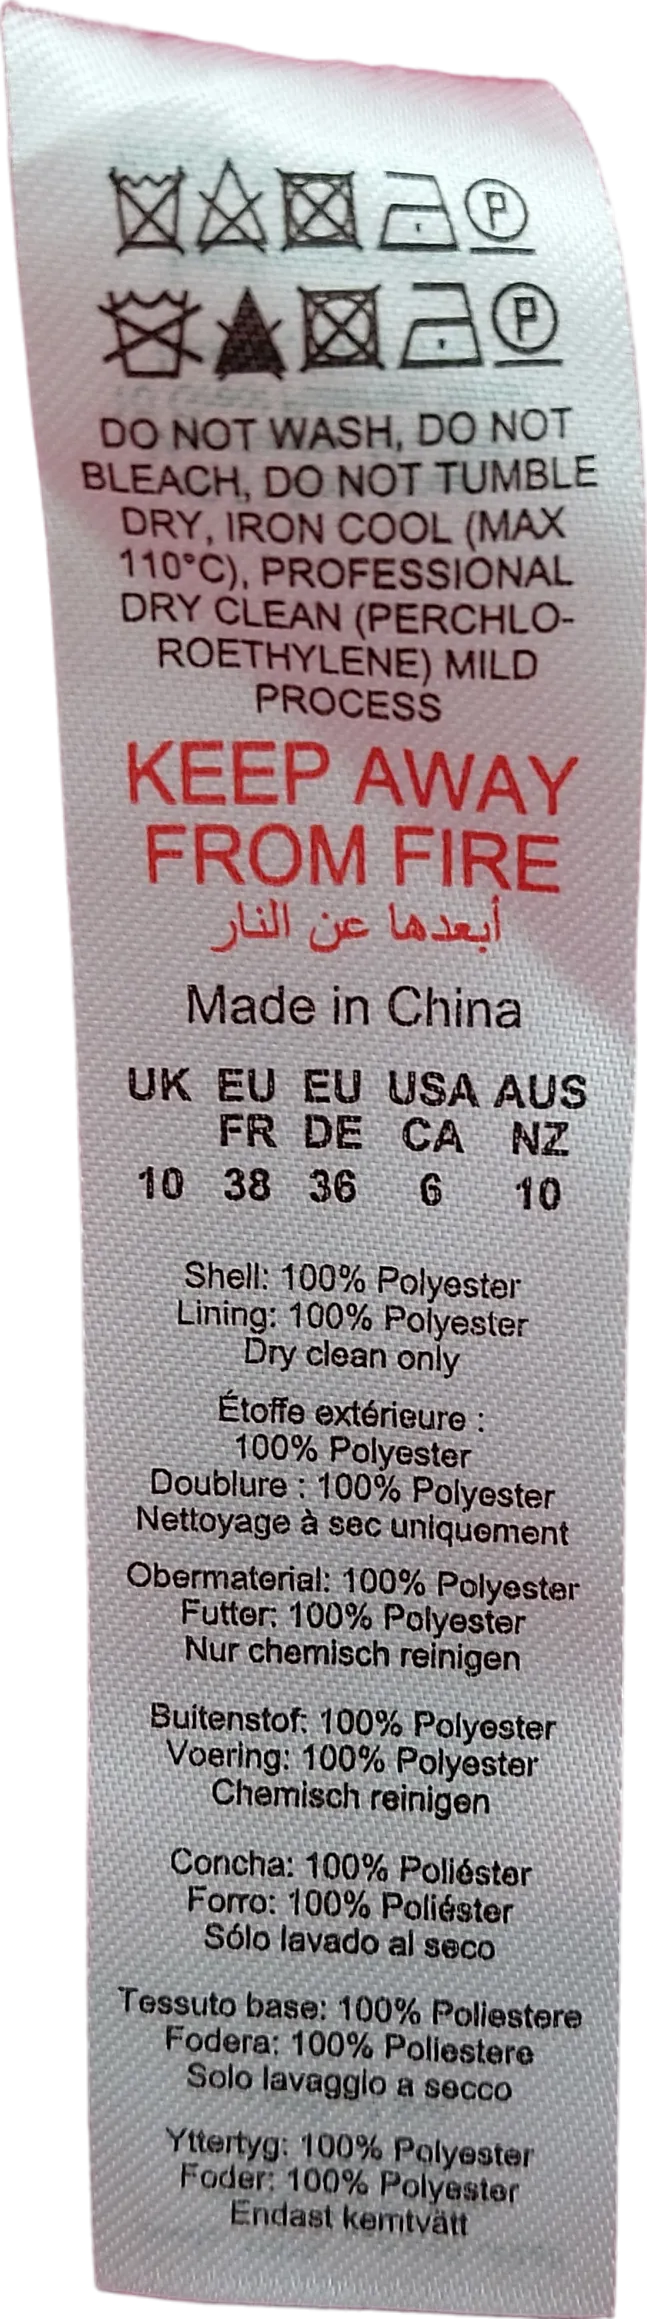 P
P
DO NOT WASH, DO NOT
BLEACH, DO NOT TUMBLE
DRY, IRON COOL (MAX
110°C), PROFESSIONAL
DRY CLEAN (PERCHLO-
ROETHYLENE) MILD
PROCESS
KEEP AWAY
FROM FIRE
أبعدها عن النار
Made in China
UK EU EU USA AUS
FR DE CA NZ
10 38 36 6 10
Shell: 100% Polyester
Lining: 100% Polyester
Dry clean only
Étoffe extérieure :
100% Polyester
Doublure : 100% Polyester
Nettoyage à sec uniquement
Obermaterial: 100% Polyester
Futter: 100% Polyester
Nur chemisch reinigen
Buitenstof: 100% Polyester
Voering: 100% Polyester
Chemisch reinigen
Concha: 100% Poliéster
Forro: 100% Poliéster
Sólo lavado al seco
Tessuto base: 100% Poliestere
Fodera: 100% Poliestere
Solo lavaggio a secco
Yttertyg: 100% Polyester
Foder: 100% Polyester
Endast kemtvätt